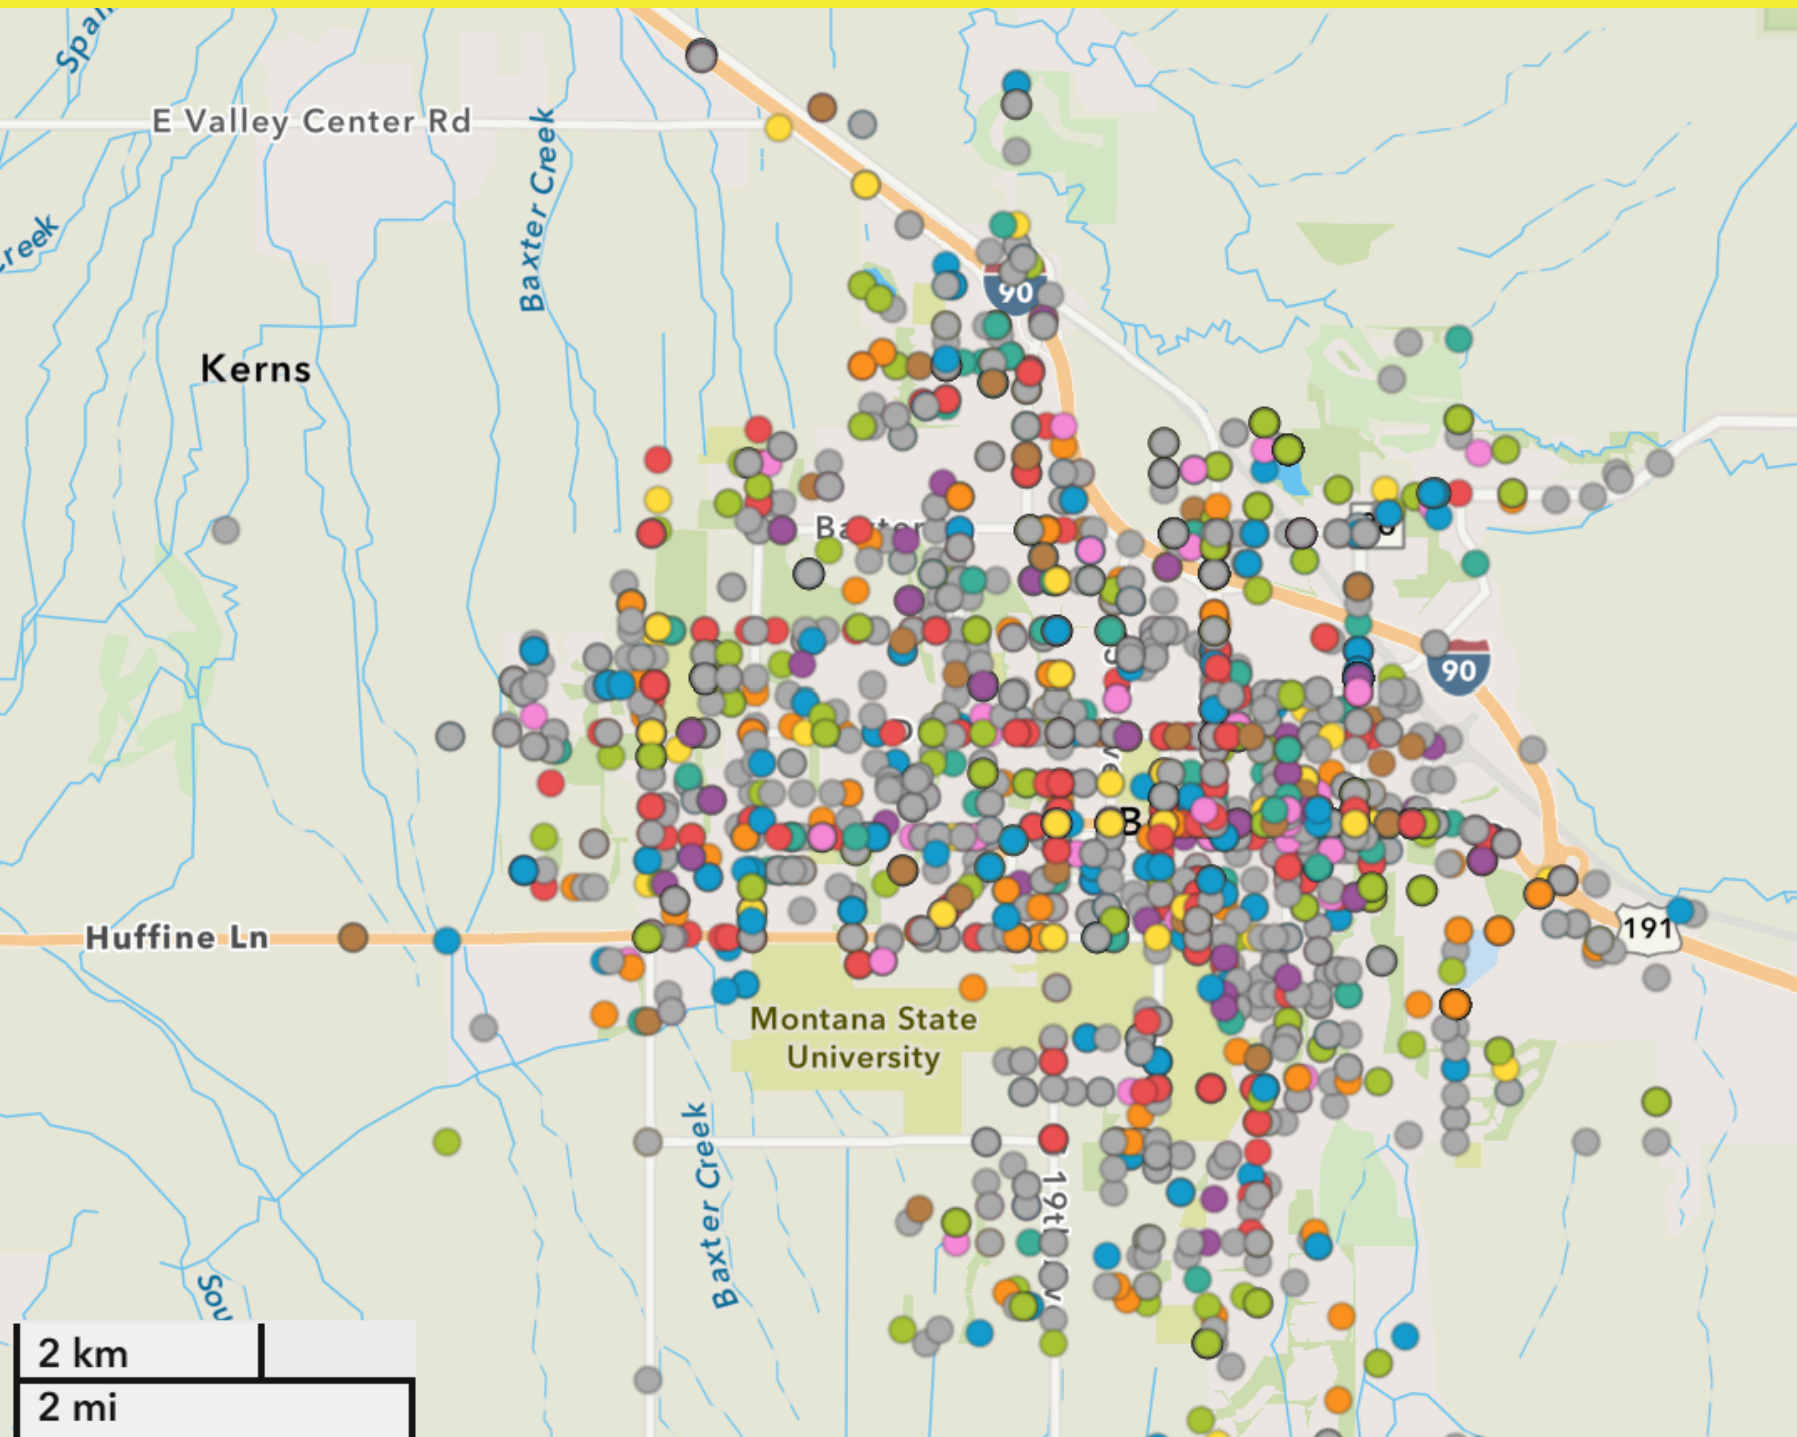 E Valley Center Rd
Baxter Creek
90
Kerns
Baxter
90
Huffine Ln
191
Montana State
University
Baxter Creek
2 km
2 mi